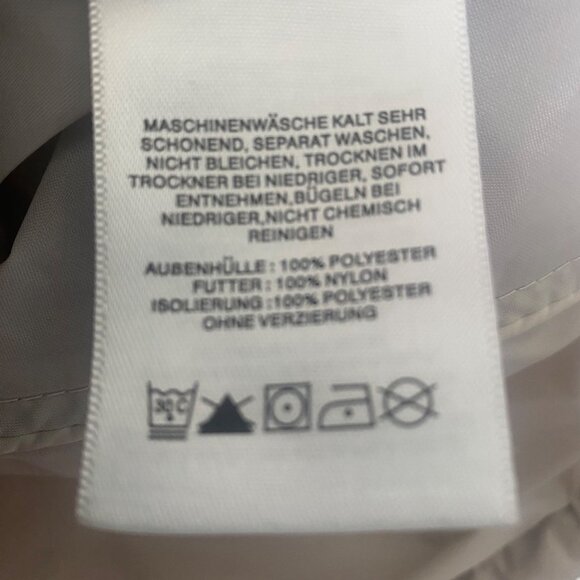 MASCHINENWÄSCHE KALT SEHR
SCHONEND, SEPARAT WASCHEN,
NICHT BLEICHEN, TROCKNEN IM
TROCKNER BEI NIEDRIGER, SOFORT
ENTNEHMEN,BÜGELN BEI
NIEDRIGER,NICHT CHEMISCH
REINIGEN
AUBENHÜLLE : 100% POLYESTER
FUTTER : 100% NYLON
ISOLIERUNG :100% POLYESTER
OHNE VERZIERUNG
30 C